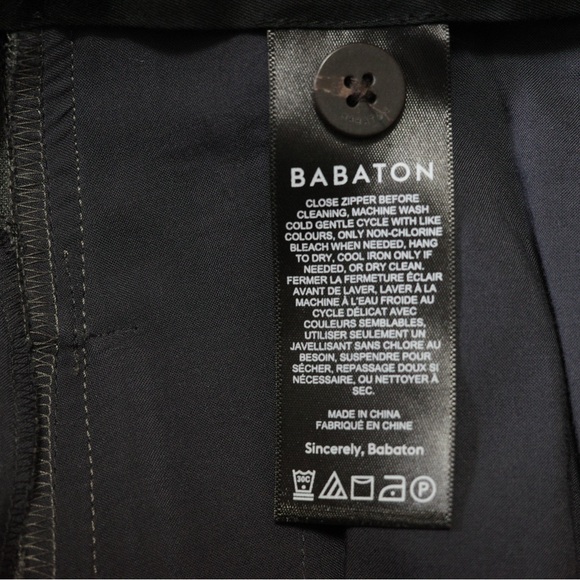 BABATON
CLOSE ZIPPER BEFORE
CLEANING, MACHINE WASH
COLD GENTLE CYCLE WITH LIKE
COLOURS, ONLY NON-CHLORINE
BLEACH WHEN NEEDED, HANG
TO DRY, COOL IRON ONLY IF
NEEDED, OR DRY CLEAN.
FERMER LA FERMETURE ÉCLAIR
AVANT DE LAVER, LAVER À LA
MACHINE À L'EAU FROIDE AU
CYCLE DÉLICAT AVEC
COULEURS SEMBLABLES,
UTILISER SEULEMENT UN
JAVELLISANT SANS CHLORE AU
BESOIN, SUSPENDRE POUR
SÉCHER, REPASSAGE DOUX SI
NÉCESSAIRE, OU NETTOYER À
SEC.
MADE IN CHINA
FABRIQUÉ EN CHINE
Sincerely, Babaton
30C P